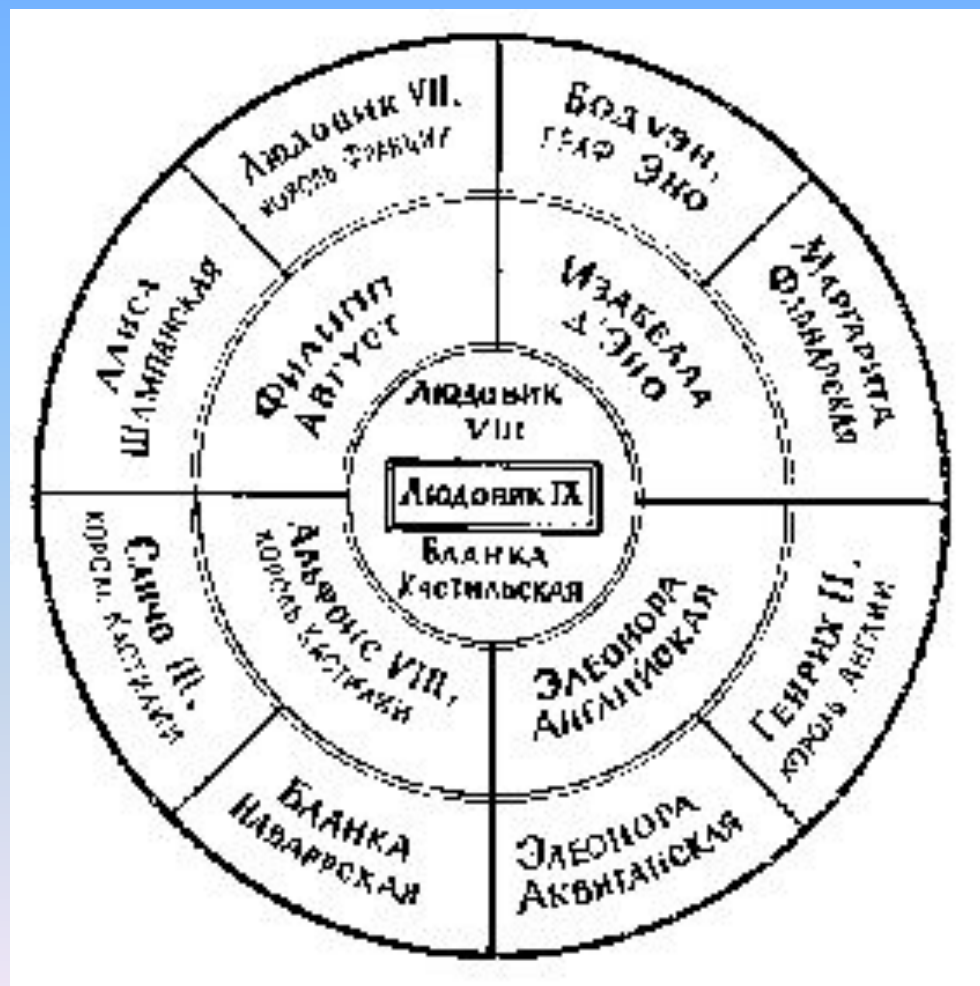 Людовик VII.
король Франции
Бодуэн,
граф Эно
Алиса
Шампанская
Филипп
Август
Изабелла
д'Эно
Маргарита
Фландрская
Людовик
VIII
Людовик IX
Бланка
Кастильская
Санчо III,
король Кастилии
Альфонс VIII,
король Кастилии
Элеонора
Английская
Генрих II.
король Англии
Бланка
Наваррская
Элеонора
Аквитанская